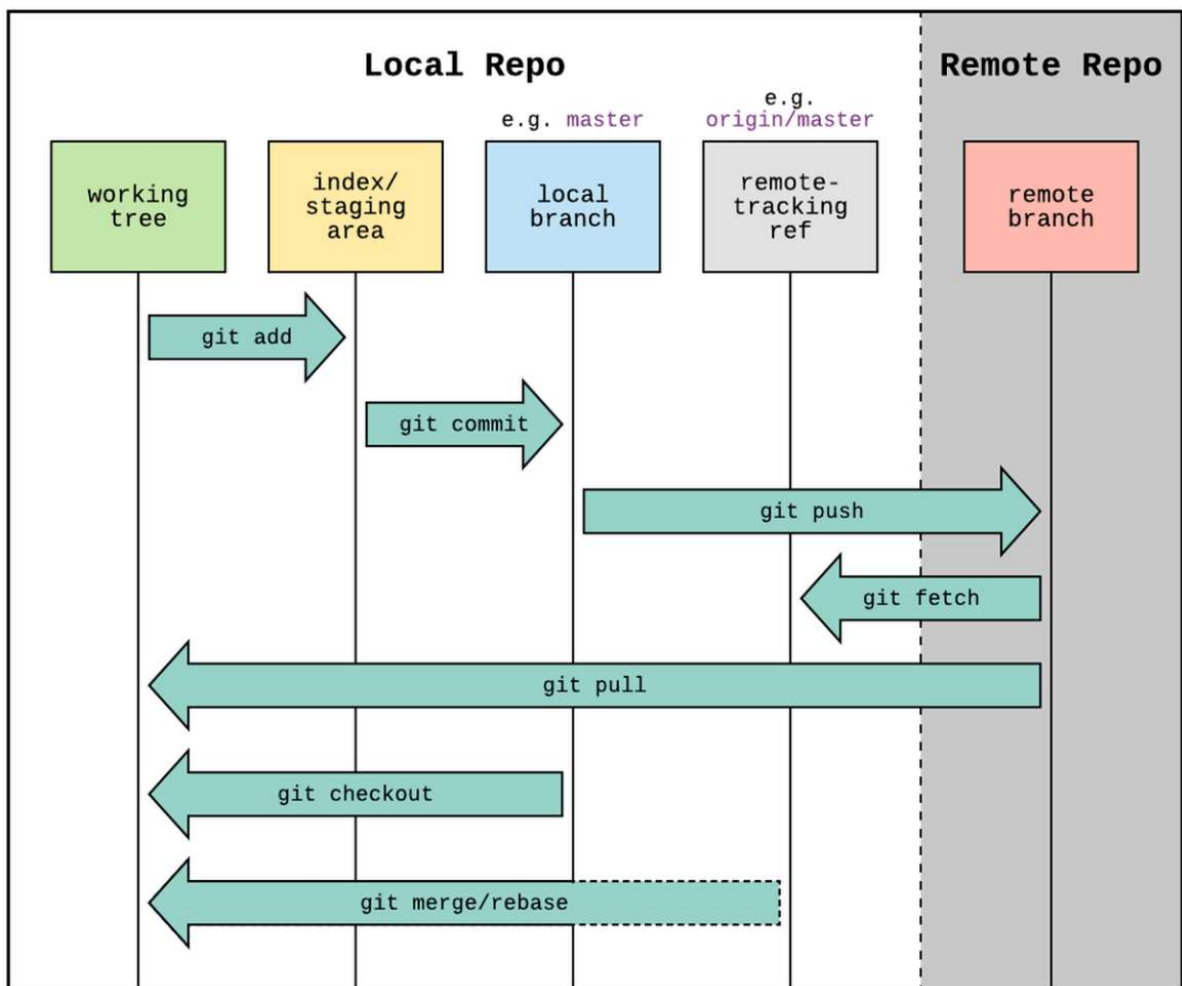 Local Repo
Remote Repo
e.g. master
e.g.
origin/master
working
tree
index/
staging
area
local
branch
remote-
tracking
ref
remote
branch
git add
git commit
git push
git fetch
git pull
git checkout
git merge/rebase